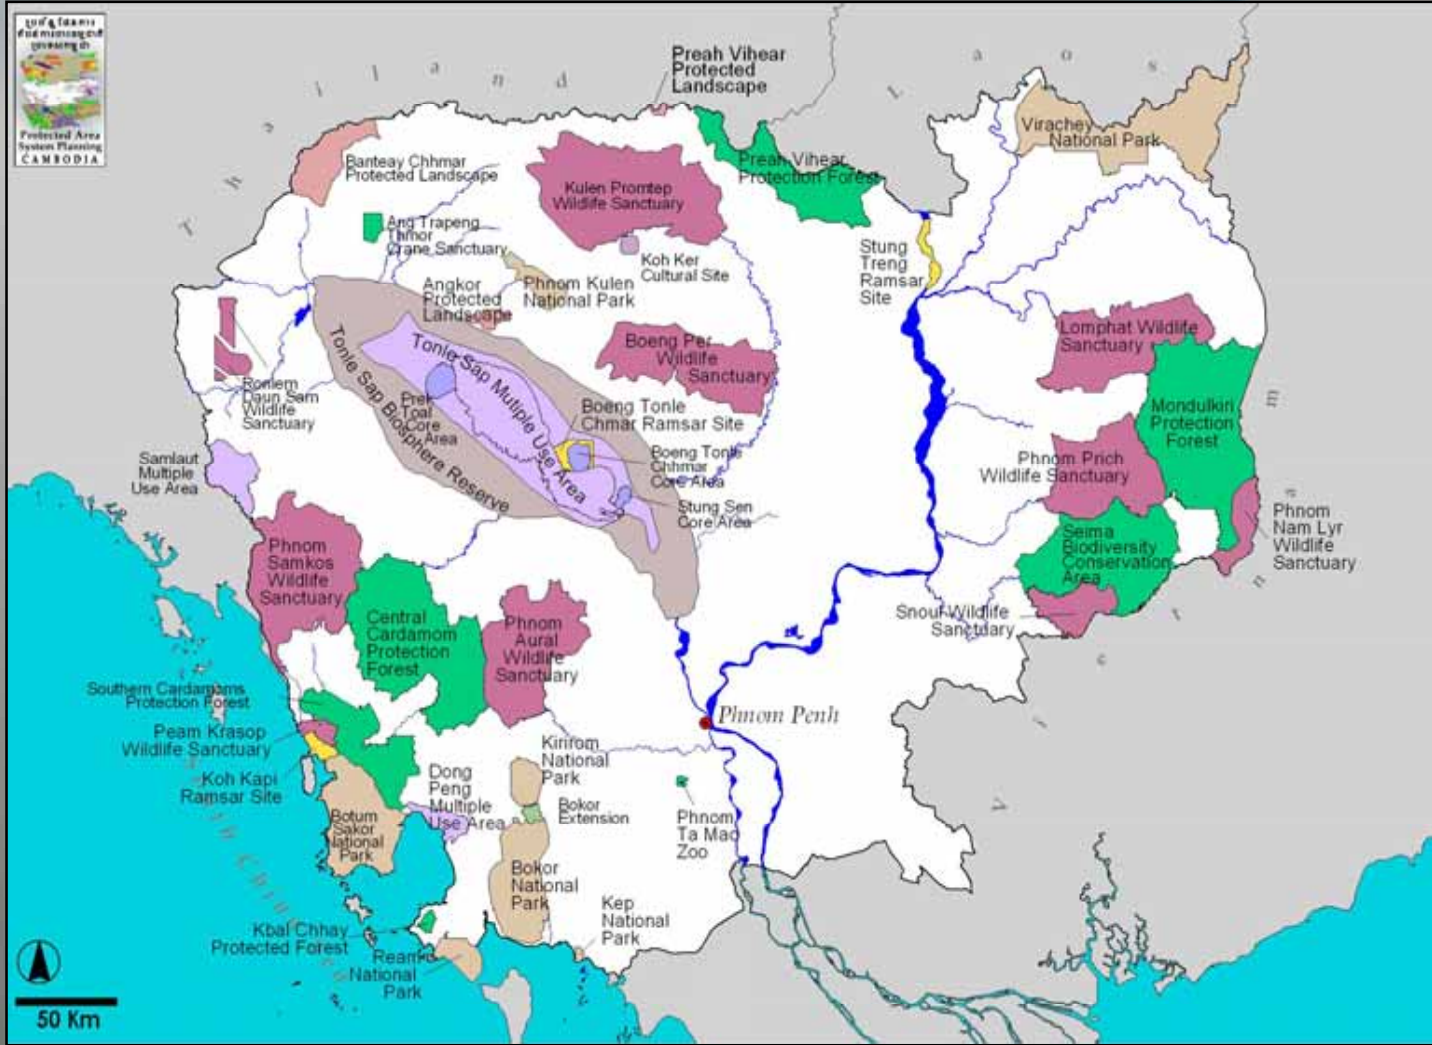 Protected Area
System Planning
CAMBODIA
Thailand
Laos
Preah Vihear
Protected
Landscape
Virachey
National Park
Banteay Chhmar
Protected Landscape
Kulen Promtep
Wildlife Sanctuary
Preah Vihear
Protection Forest
Ang Trapeng
Thmor
Crane Sanctuary
Koh Ker
Cultural Site
Stung
Treng
Ramsar
Site
Angkor
Protected
Landscape
Phnom Kulen
National Park
Lomphat Wildlife
Sanctuary
Boeng Per
Wildlife
Sanctuary
Tonle Sap Mutiple Use Area
Tonle Sap Biosphere Reserve
Daun Sam
Wildlife
Sanctuary
Prek
Toal
Core
Area
Boeng Tonle
Chmar Ramsar Site
Mondulkiri
Protection
Forest
Boeng Tonle
Chhmar
Core Area
Samlaut
Multiple
Use Area
Phnom Prich
Wildlife Sanctuary
Stung Sen
Core Area
Phnom
Nam Lyr
Wildlife
Sanctuary
Phnom
Samkos
Wildlife
Sanctuary
Seima
Biodiversity
Conservation
Area
Central
Cardamom
Protection
Forest
Phnom
Aural
Wildlife
Sanctuary
Snoul Wildlife
Sanctuary
Southern Cardamoms
Protection Forest
Phnom Penh
Peam Krasop
Wildlife Sanctuary
Kirirom
National
Park
Koh Kapi
Ramsar Site
Dong
Peng
Multiple
Use Area
Bokor
Extension
Phnom
Ta Mao
Zoo
Botum
Sakor
National
Park
Bokor
National
Park
Kep
National
Park
Kbal Chhay
Protected Forest
Ream
National
Park
Vietnam
50 Km